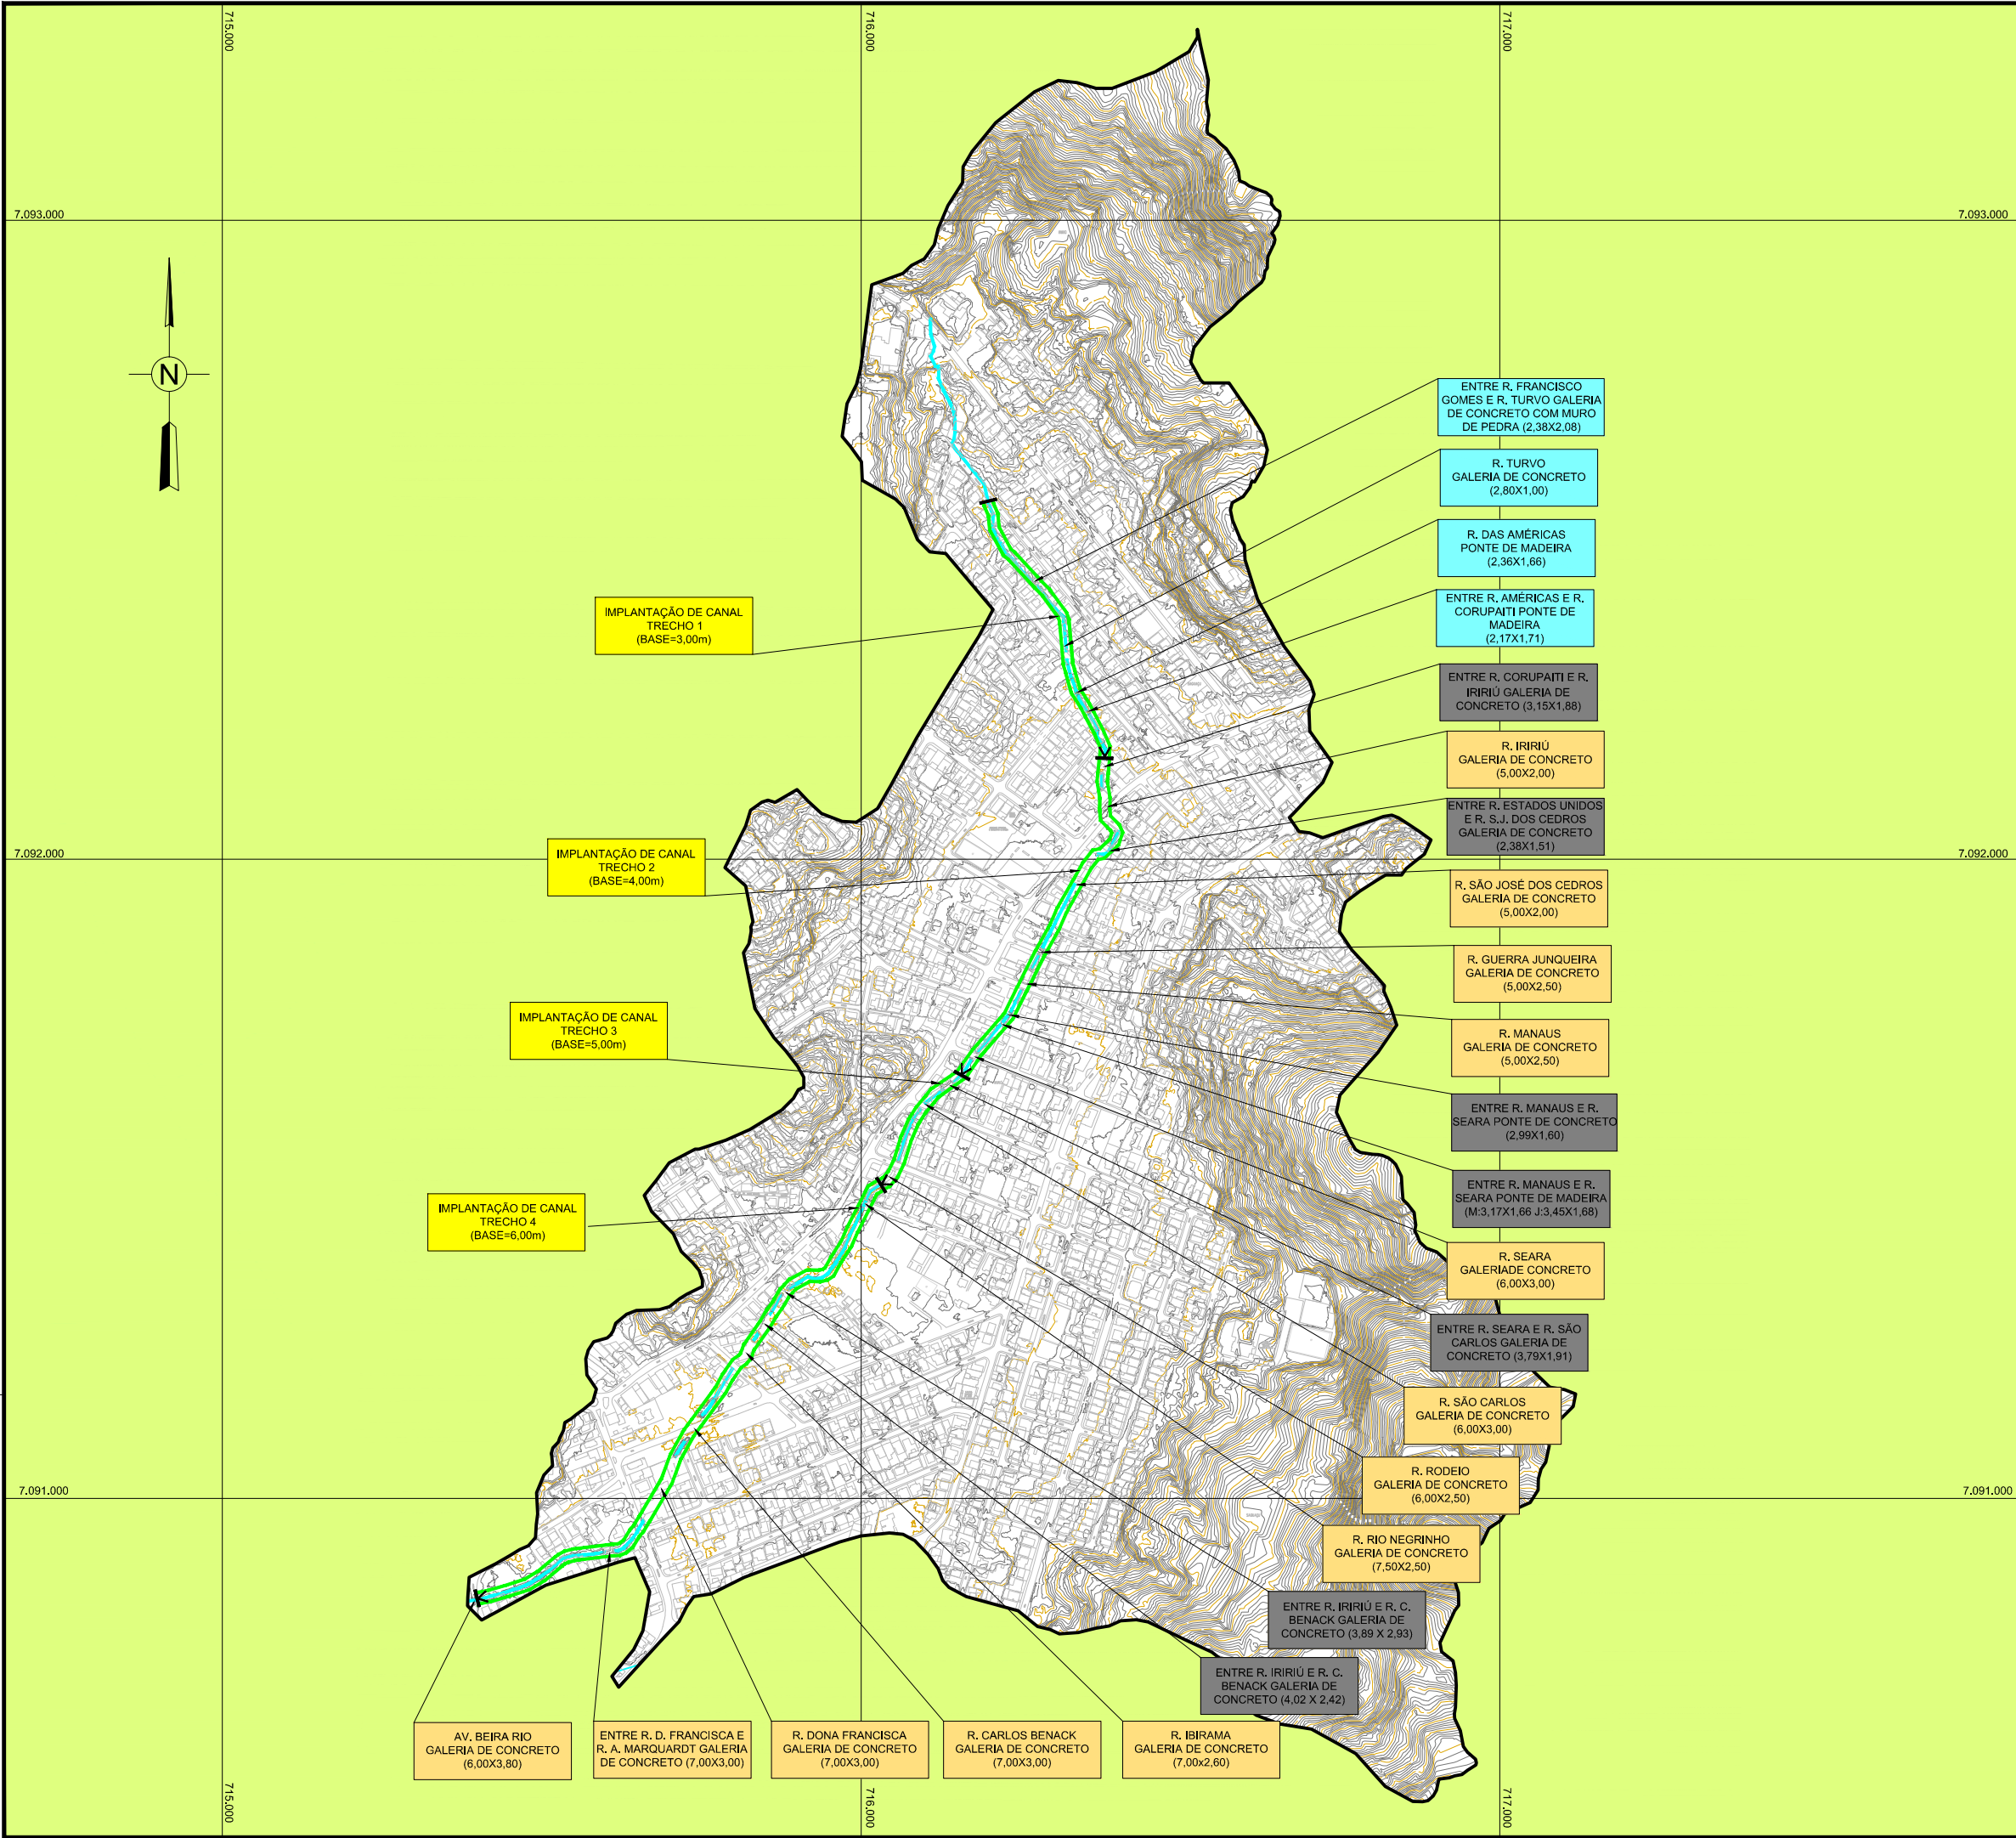 715.000
716.000
717.000
7.093.000
7.093.000
N
ENTRE R. FRANCISCO
GOMES E R. TURVO GALERIA
DE CONCRETO COM MURO
DE PEDRA (2,38X2,08)
R. TURVO
GALERIA DE CONCRETO
(2,80X1,00)
R. DAS AMÉRICAS
PONTE DE MADEIRA
(2,36X1,66)
ENTRE R. AMÉRICAS E R.
CORUPAITI PONTE DE
MADEIRA
(2,17X1,71)
IMPLANTAÇÃO DE CANAL
TRECHO 1
(BASE=3,00m)
ENTRE R. CORUPAITI E R.
IRIRIÚ GALERIA DE
CONCRETO (3,15X1,88)
R. IRIRIÚ
GALERIA DE CONCRETO
(5,00X2,00)
ENTRE R. ESTADOS UNIDOS
E R. S.J. DOS CEDROS
GALERIA DE CONCRETO
(2,38X1,51)
7.092.000
7.092.000
IMPLANTAÇÃO DE CANAL
TRECHO 2
(BASE=4,00m)
R. SÃO JOSÉ DOS CEDROS
GALERIA DE CONCRETO
(5,00X2,00)
R. GUERRA JUNQUEIRA
GALERIA DE CONCRETO
(5,00X2,50)
IMPLANTAÇÃO DE CANAL
TRECHO 3
(BASE=5,00m)
R. MANAUS
GALERIA DE CONCRETO
(5,00X2,50)
ENTRE R. MANAUS E R.
SEARA PONTE DE CONCRETO
(2,99X1,60)
ENTRE R. MANAUS E R.
SEARA PONTE DE MADEIRA
(M:3,17X1,66 J:3,45X1,68)
IMPLANTAÇÃO DE CANAL
TRECHO 4
(BASE=6,00m)
R. SEARA
GALERIADE CONCRETO
(6,00X3,00)
ENTRE R. SEARA E R. SÃO
CARLOS GALERIA DE
CONCRETO (3,79X1,91)
R. SÃO CARLOS
GALERIA DE CONCRETO
(6,00X3,00)
R. RODEIO
GALERIA DE CONCRETO
(6,00X2,50)
7.091.000
7.091.000
R. RIO NEGRINHO
GALERIA DE CONCRETO
(7,50X2,50)
ENTRE R. IRIRIÚ E R. C.
BENACK GALERIA DE
CONCRETO (3,89 X 2,93)
ENTRE R. IRIRIÚ E R. C.
BENACK GALERIA DE
CONCRETO (4,02 X 2,42)
AV. BEIRA RIO
GALERIA DE CONCRETO
(6,00X3,80)
ENTRE R. D. FRANCISCA E
R. A. MARQUARDT GALERIA
DE CONCRETO (7,00X3,00)
R. DONA FRANCISCA
GALERIA DE CONCRETO
(7,00X3,00)
R. CARLOS BENACK
GALERIA DE CONCRETO
(7,00X3,00)
R. IBIRAMA
GALERIA DE CONCRETO
(7,00x2,60)
715.000
716.000
717.000